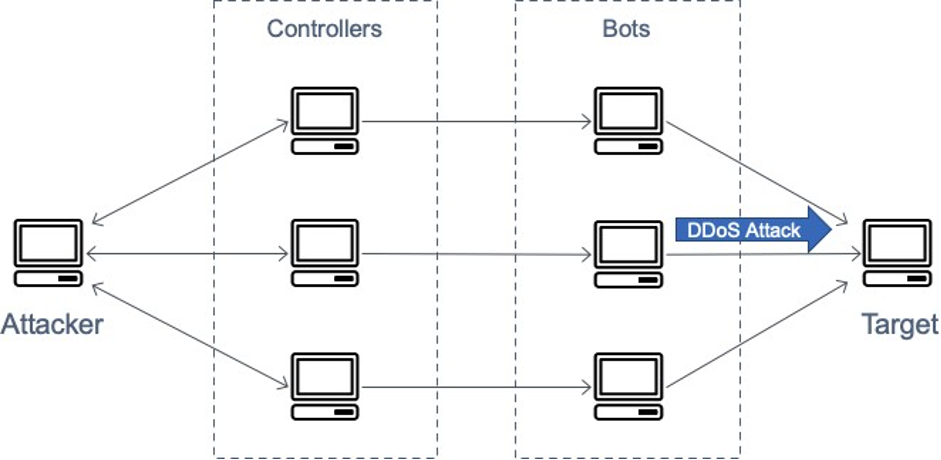 Controllers
Bots
DDoS Attack
Attacker
Target